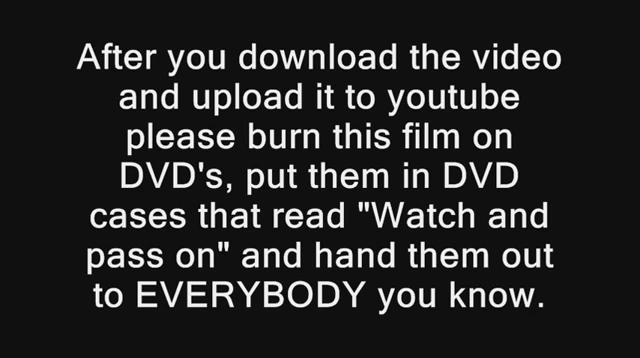 After you download the video
and upload it to youtube
please burn this film on
DVD's, put them in DVD
cases that read "Watch and
pass on" and hand them out
to EVERYBODY you know.